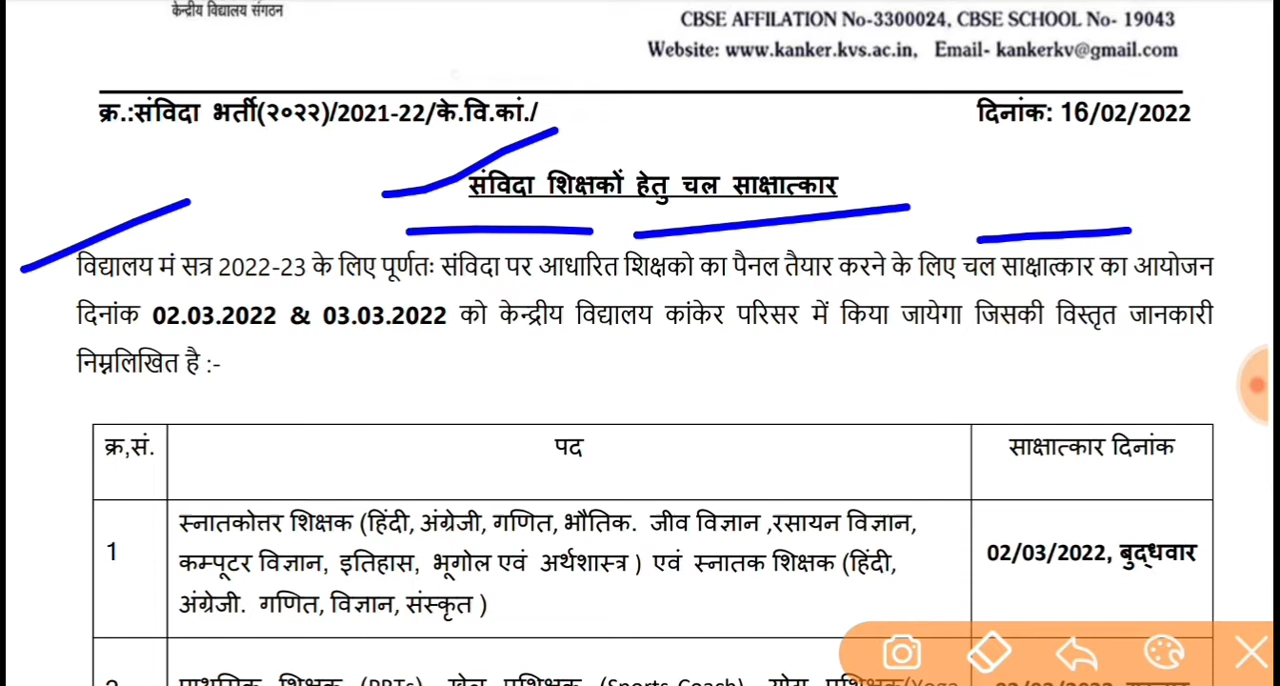 केन्द्रीय विद्यालय संगठन
CBSE AFFILATION No-3300024, CBSE SCHOOL No- 19043
Website: www.kanker.kvs.ac.in, Email- kankerkv@gmail.com
क्र.:संविदा भर्ती(२०२२)/2021-22/के.वि.कां./ दिनांक: 16/02/2022
संविदा शिक्षकों हेतु चल साक्षात्कार
विद्यालय मं सत्र 2022-23 के लिए पूर्णतः संविदा पर आधारित शिक्षको का पैनल तैयार करने के लिए चल साक्षात्कार का आयोजन
दिनांक 02.03.2022 & 03.03.2022 को केन्द्रीय विद्यालय कांकेर परिसर में किया जायेगा जिसकी विस्तृत जानकारी
निम्नलिखित है :-
क्र,सं. पद साक्षात्कार दिनांक
1 स्नातकोत्तर शिक्षक (हिंदी, अंग्रेजी, गणित, भौतिक. जीव विज्ञान ,रसायन विज्ञान,
कम्पूटर विज्ञान, इतिहास, भूगोल एवं अर्थशास्त्र ) एवं स्नातक शिक्षक (हिंदी,
अंग्रेजी. गणित, विज्ञान, संस्कृत )
02/03/2022, बुद्धवार